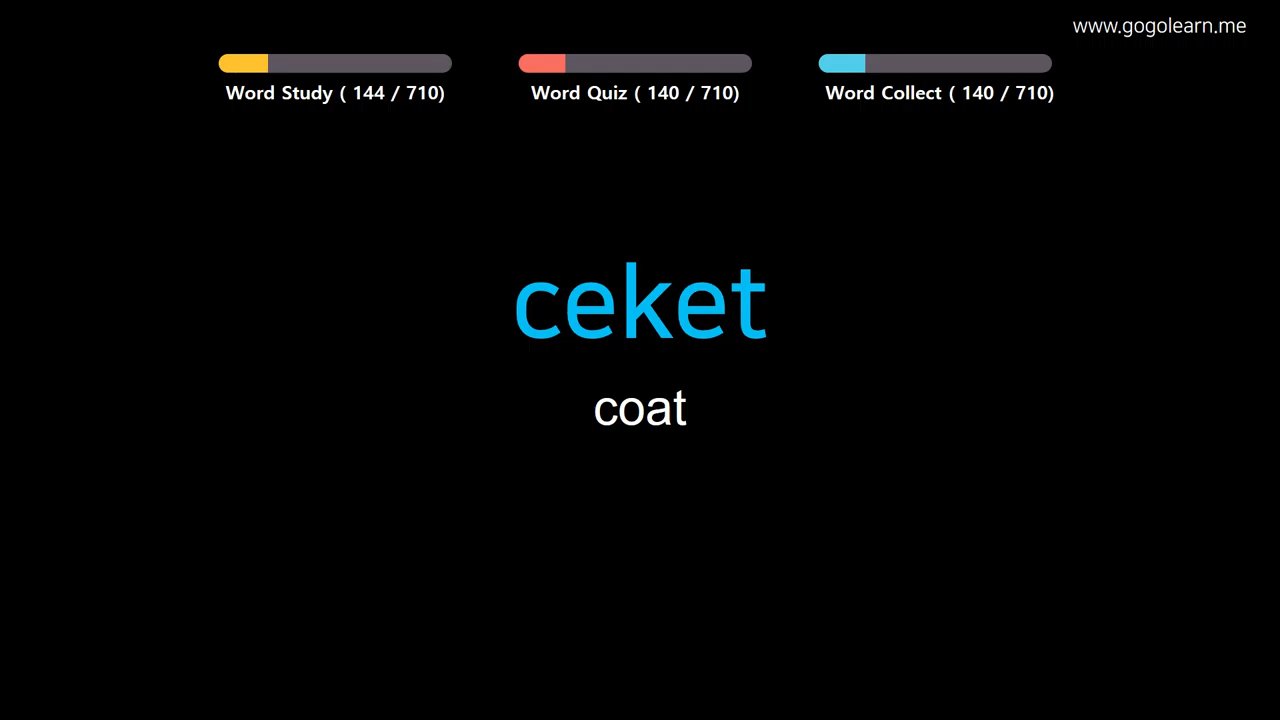 www.gogolearn.me
Word Study ( 144 / 710)
Word Quiz ( 140 / 710)
Word Collect ( 140 / 710)
ceket
coat